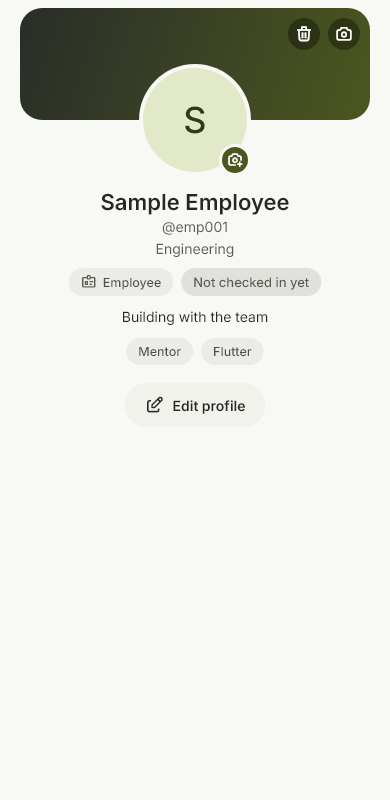 S
Sample Employee
@emp001
Engineering
Employee
Not checked in yet
Building with the team
Mentor
Flutter
Edit profile